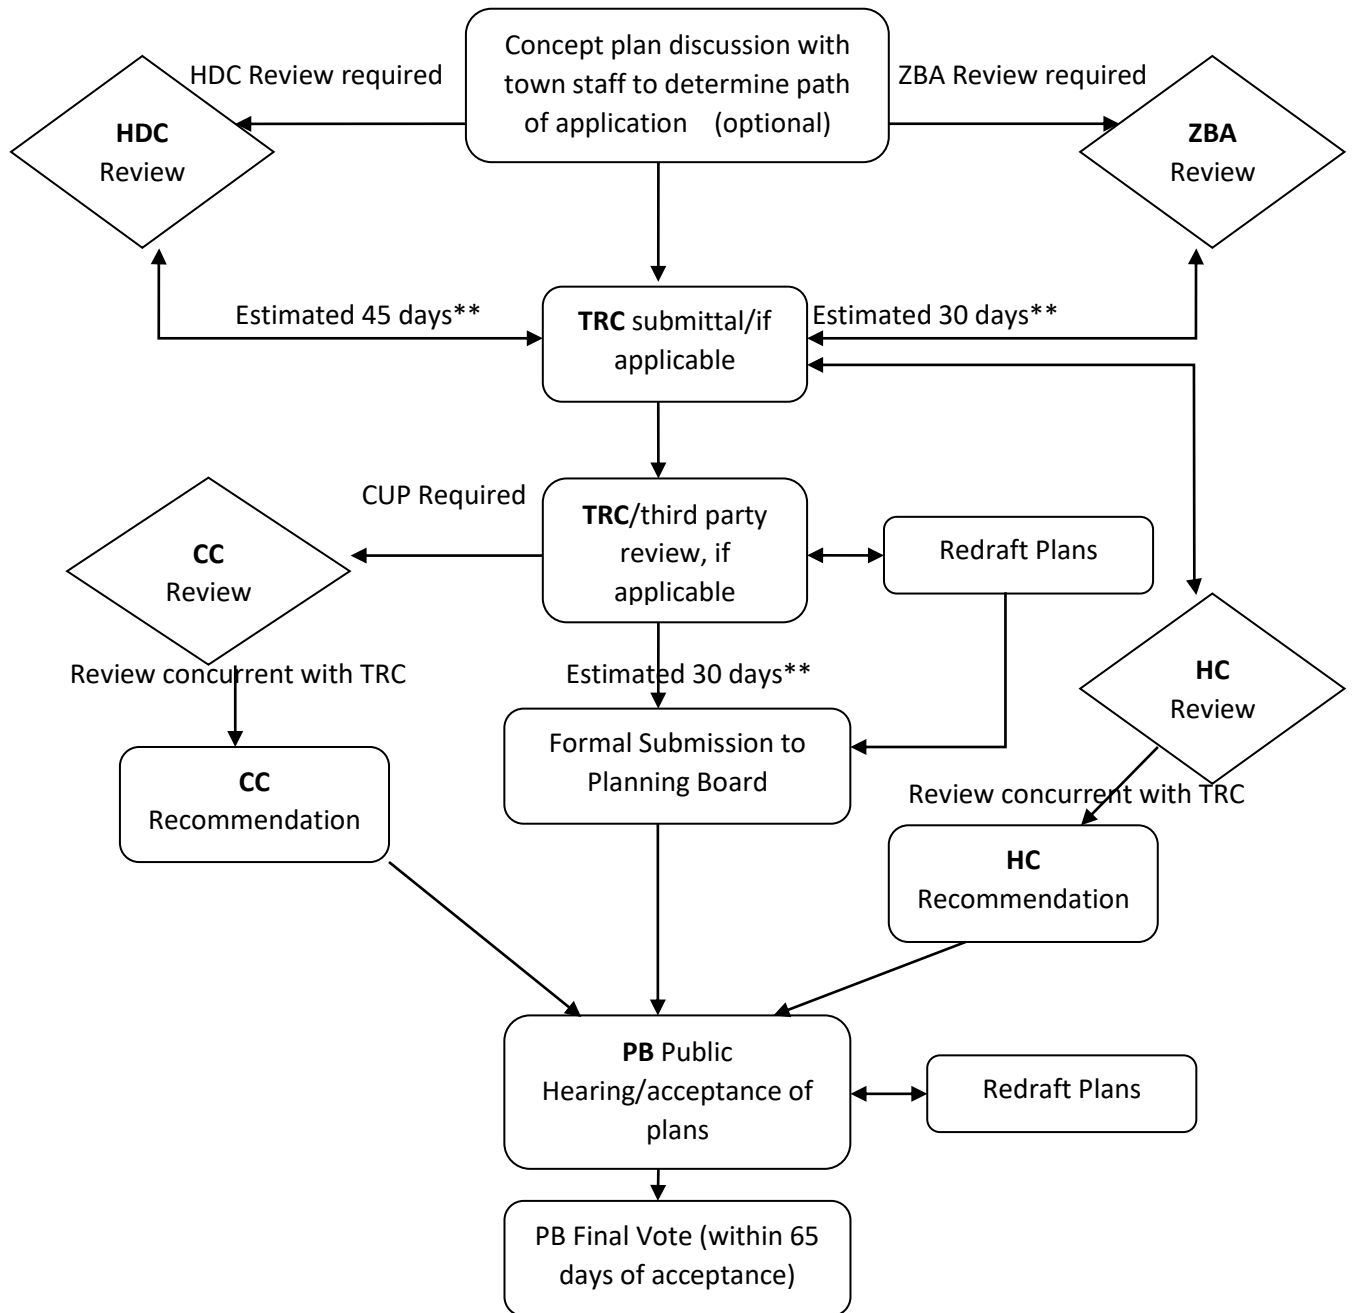 Concept plan discussion with
town staff to determine path
of application (optional)
HDC Review required
ZBA Review required
HDC
Review
ZBA
Review
Estimated 45 days**
TRC submittal/if
applicable
Estimated 30 days**
CUP Required
TRC/third party
review, if
applicable
Redraft Plans
CC
Review
Review concurrent with TRC
Estimated 30 days**
HC
Review
CC
Recommendation
Formal Submission to
Planning Board
Review concurrent with TRC
HC
Recommendation
PB Public
Hearing/acceptance of
plans
Redraft Plans
PB Final Vote (within 65
days of acceptance)